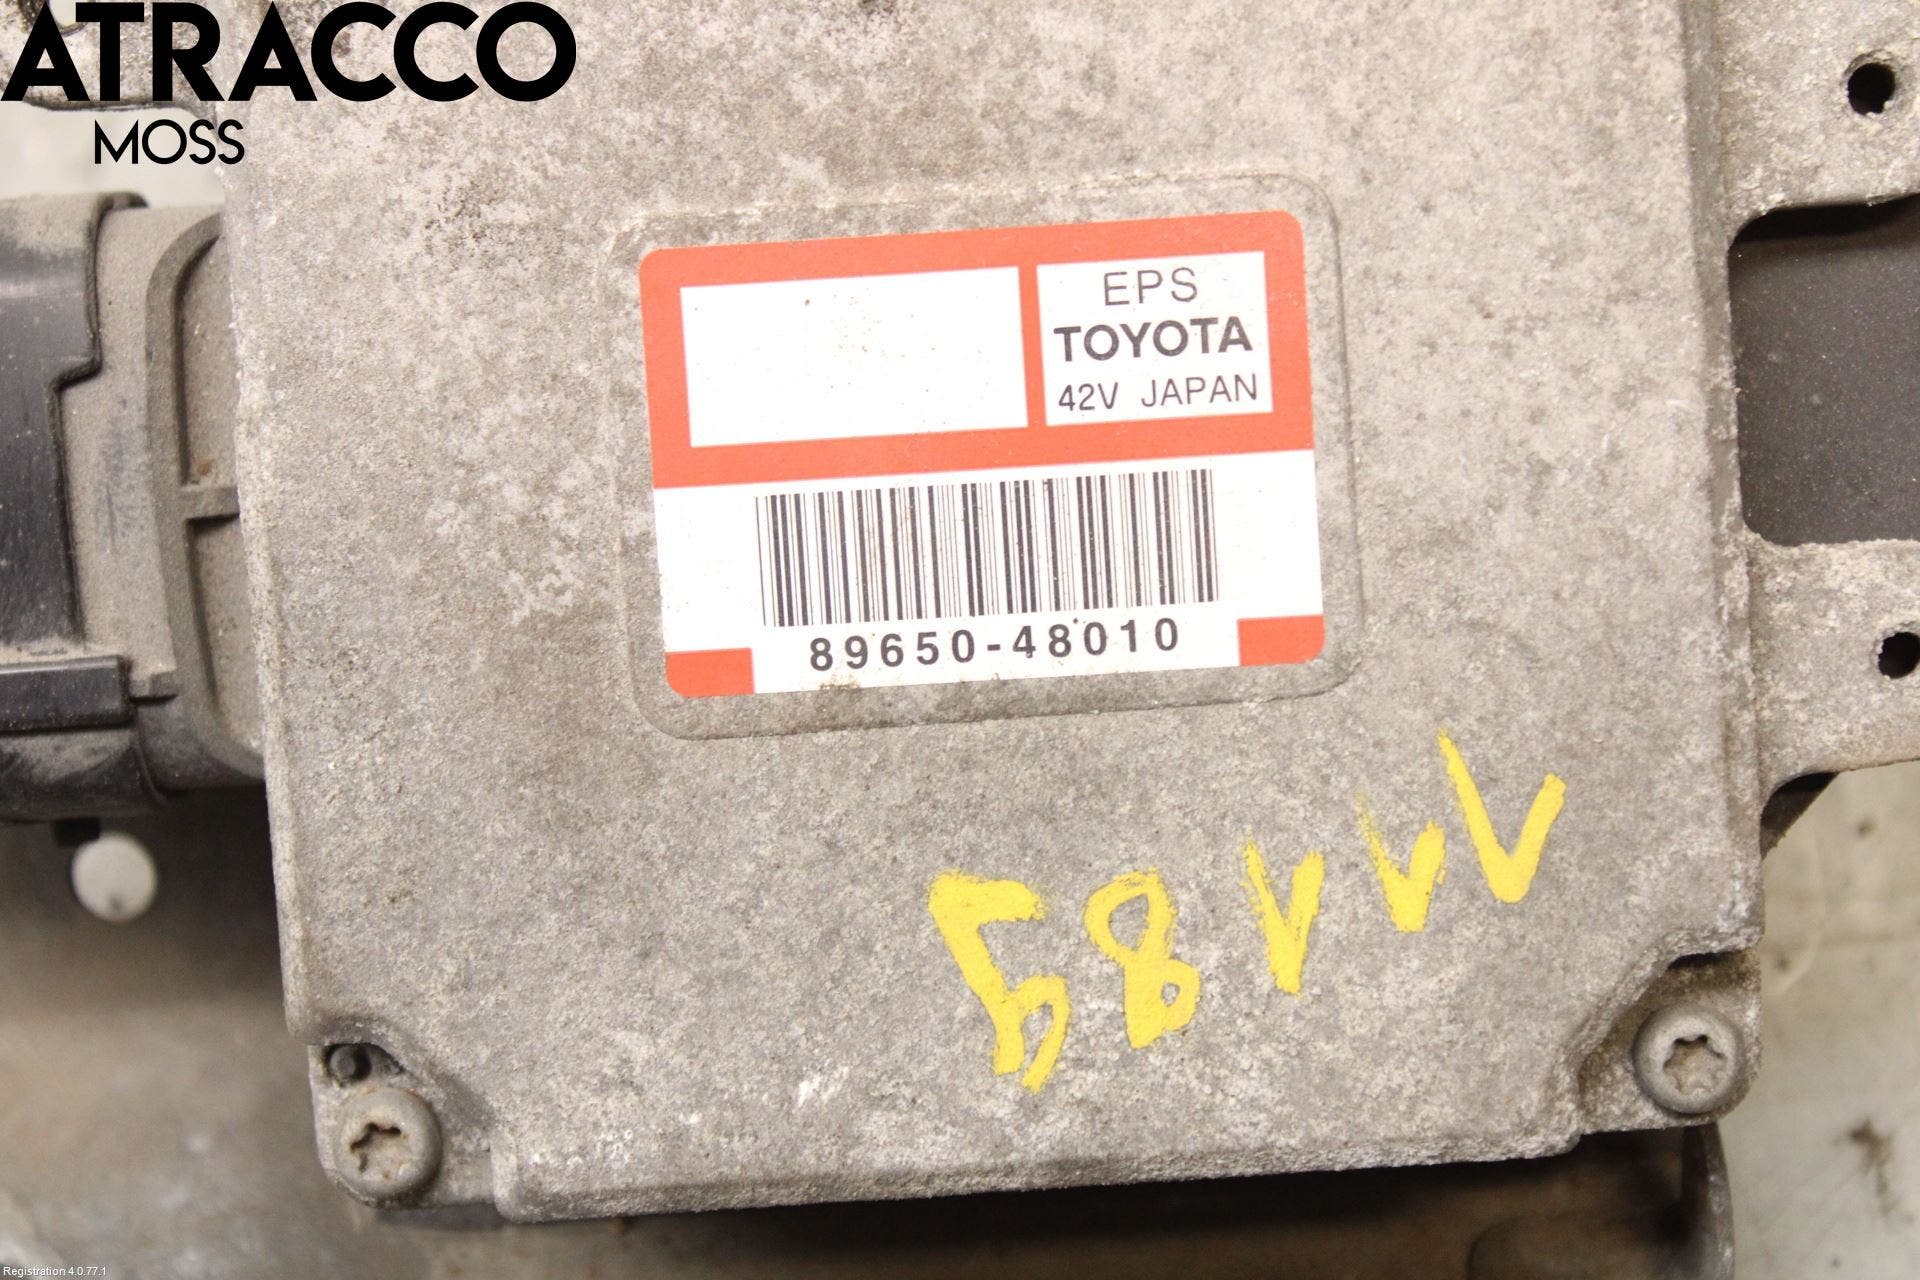 ATRACCO
MOSS
EPS
TOYOTA
42V JAPAN
89650-48010
Registration 4.0.77.1